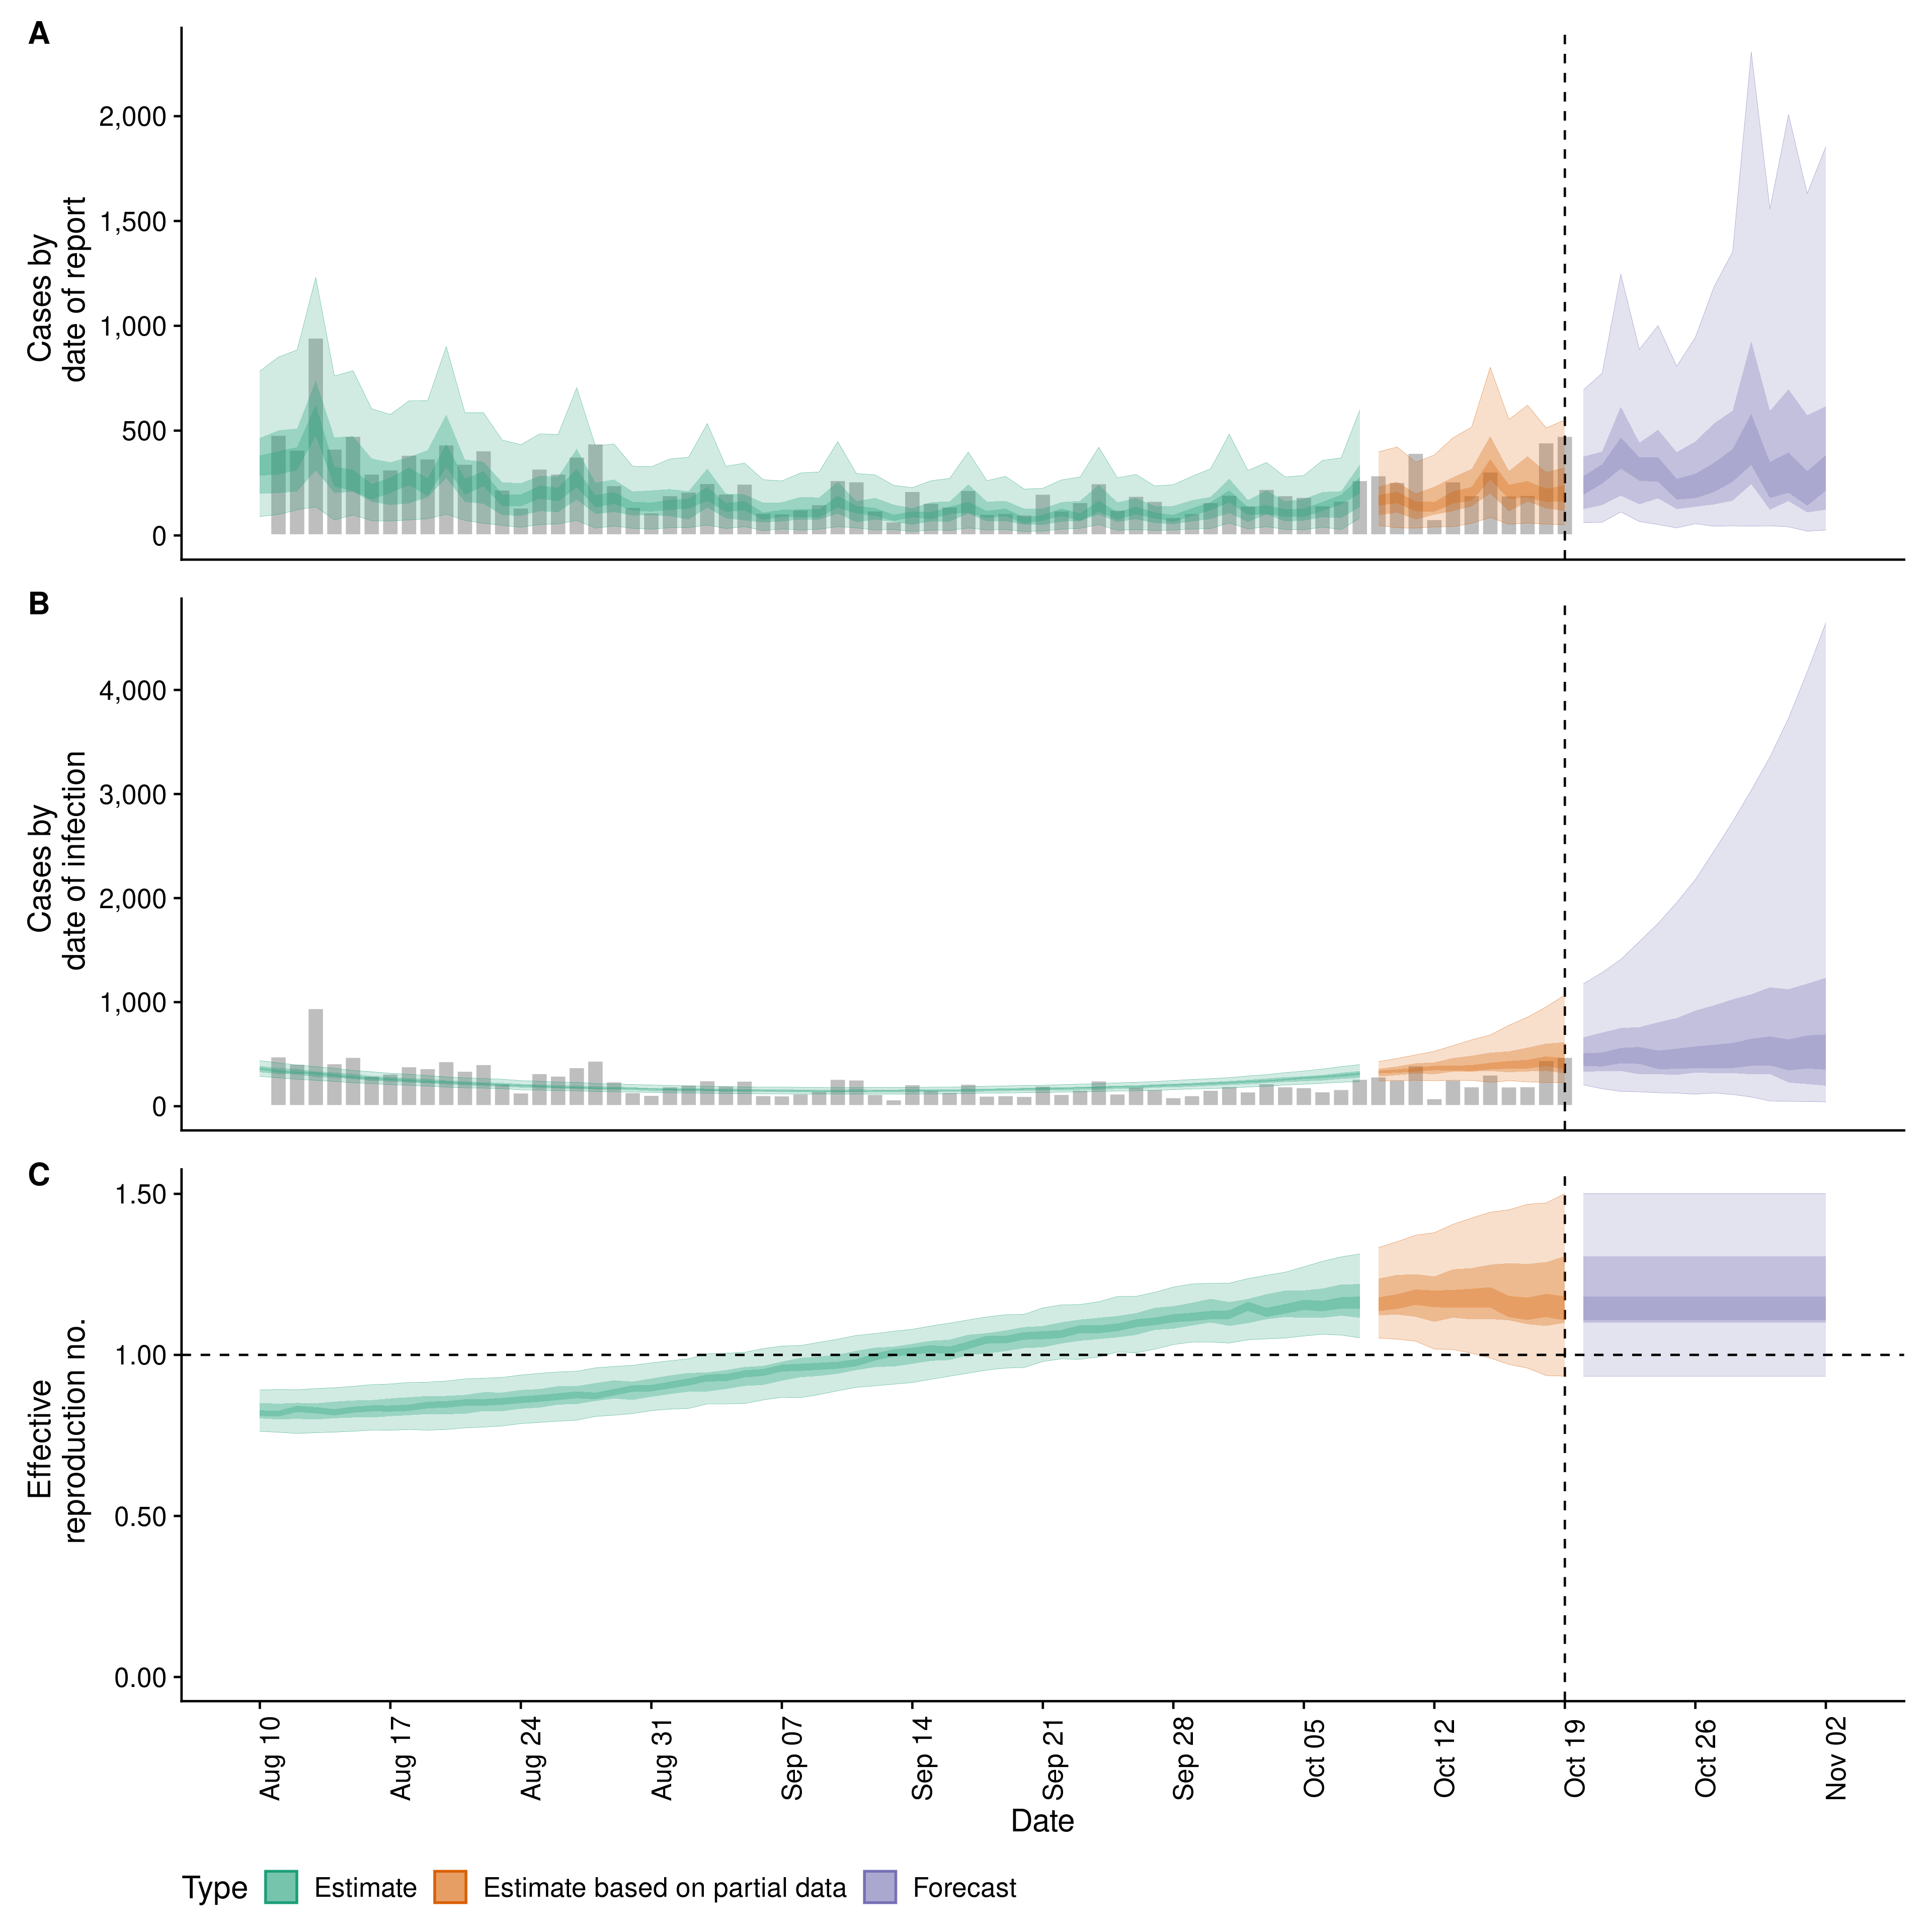 A
Cases by
date of report
2,000
1,500
1,000
500
0
B
Cases by
date of infection
4,000
3,000
2,000
1,000
0
C
Effective
reproduction no.
1.50
1.00
0.50
0.00
Aug 10
Aug 17
Aug 24
Aug 31
Sep 07
Sep 14
Sep 21
Sep 28
Oct 05
Oct 12
Oct 19
Oct 26
Nov 02
Date
Type Estimate Estimate based on partial data Forecast